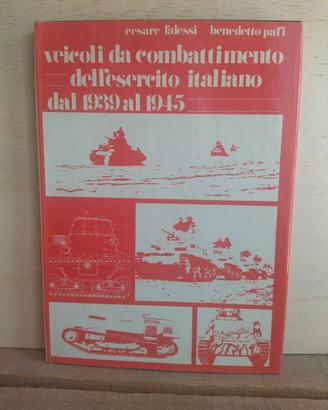 cesare falessi benedetto pafi
veicoli da combattimento
dell'esercito italiano
dal 1939 al 1945